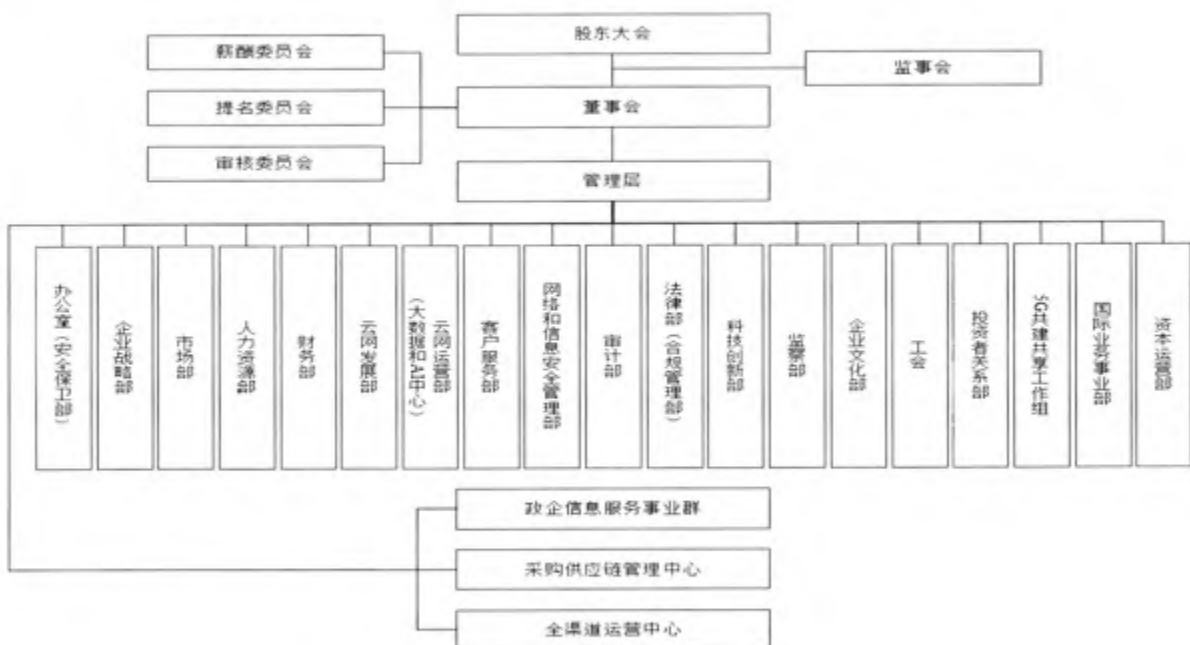 股东大会
薪酬委员会
监事会
提名委员会
董事会
审核委员会
管理层
办公室（安全保卫部）
企业战略部
市场部
人力资源部
财务部
云网发展部
云网运营部
（大数据和AI中心）
客户服务部
网络和信息安全管理部
审计部
法律部（合规管理部）
科技创新部
监察部
企业文化部
工会
投资者关系部
5G共建共享工作组
国际业务事业部
资本运营部
政企信息服务事业群
采购供应链管理中心
全渠道运营中心